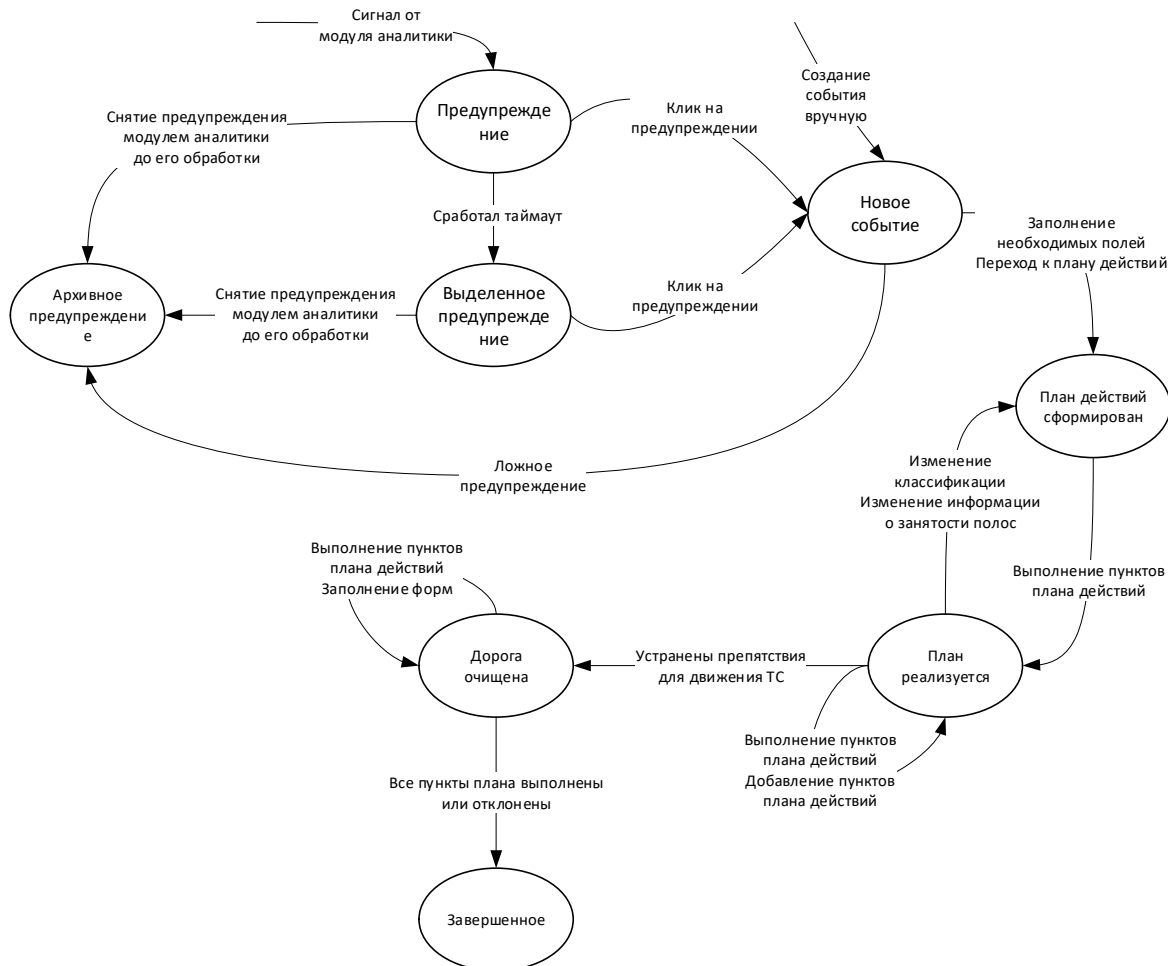 Сигнал от
модуля аналитики
Предупрежде
ние
Снятие предупреждения
модулем аналитики
до его обработки
Клик на
предупреждении
Создание
события
вручную
Новое
событие
Сработал таймаут
Заполнение
необходимых полей
Переход к плану действий
Архивное
предупреждени
е
Снятие предупреждения
модулем аналитики
до его обработки
Выделенное
предупрежде
ние
Клик на
предупреждении
План действий
сформирован
Ложное
предупреждение
Изменение
классификации
Изменение информации
о занятости полос
Выполнение пунктов
плана действий
Заполнение форм
Выполнение пунктов
плана действий
Дорога
очищена
Устранены препятствия
для движения ТС
План
реализуется
Выполнение пунктов
плана действий
Добавление пунктов
плана действий
Все пункты плана выполнены
или отклонены
Завершенное